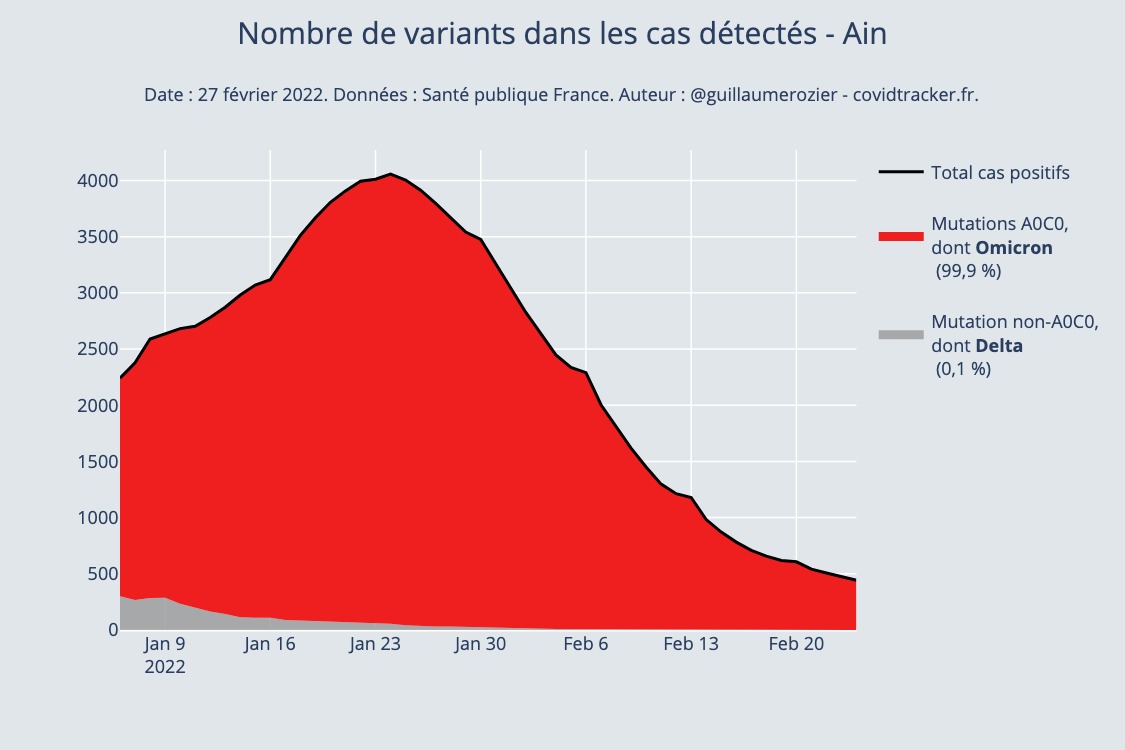 Nombre de variants dans les cas détectés - Ain
Date : 27 février 2022. Données : Santé publique France. Auteur : @guillaumerozier - covidtracker.fr.
4000
3500
3000
2500
2000
1500
1000
500
0
Jan 9
2022
Jan 16
Jan 23
Jan 30
Feb 6
Feb 13
Feb 20
Total cas positifs
Mutations A0C0,
dont Omicron
(99,9 %)
Mutation non-A0C0,
dont Delta
(0,1 %)